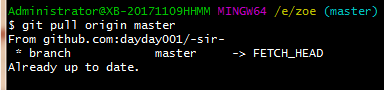 Administrator@XB-20171109HHMM MINGW64 /e/zoe (master)
$ git pull origin master
From github.com:dayday001/-sir-
 * branch            master     -> FETCH_HEAD
Already up to date.